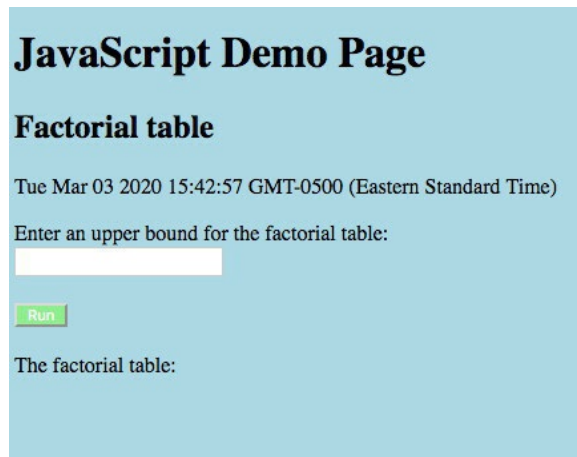 JavaScript Demo Page
Factorial table
Tue Mar 03 2020 15:42:57 GMT-0500 (Eastern Standard Time)
Enter an upper bound for the factorial table:
Run
The factorial table: